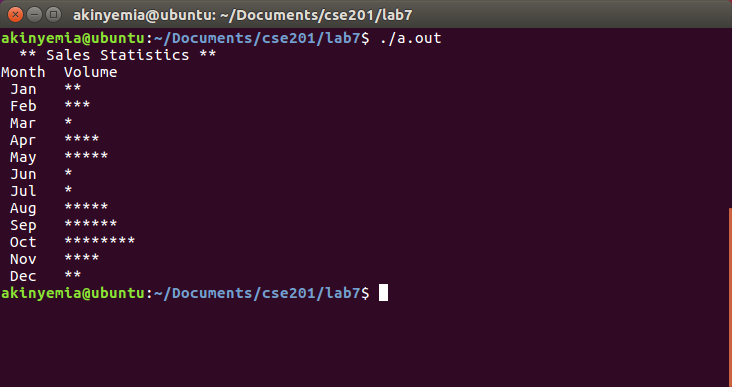 akinyemia@ubuntu: ~/Documents/cse201/lab7
akinyemia@ubuntu:~/Documents/cse201/lab7$ ./a.out
  ** Sales Statistics **
Month  Volume
 Jan   **
 Feb   ***
 Mar   *
 Apr   ****
 May   *****
 Jun   *
 Jul   *
 Aug   *****
 Sep   ******
 Oct   ********
 Nov   ****
 Dec   **
akinyemia@ubuntu:~/Documents/cse201/lab7$